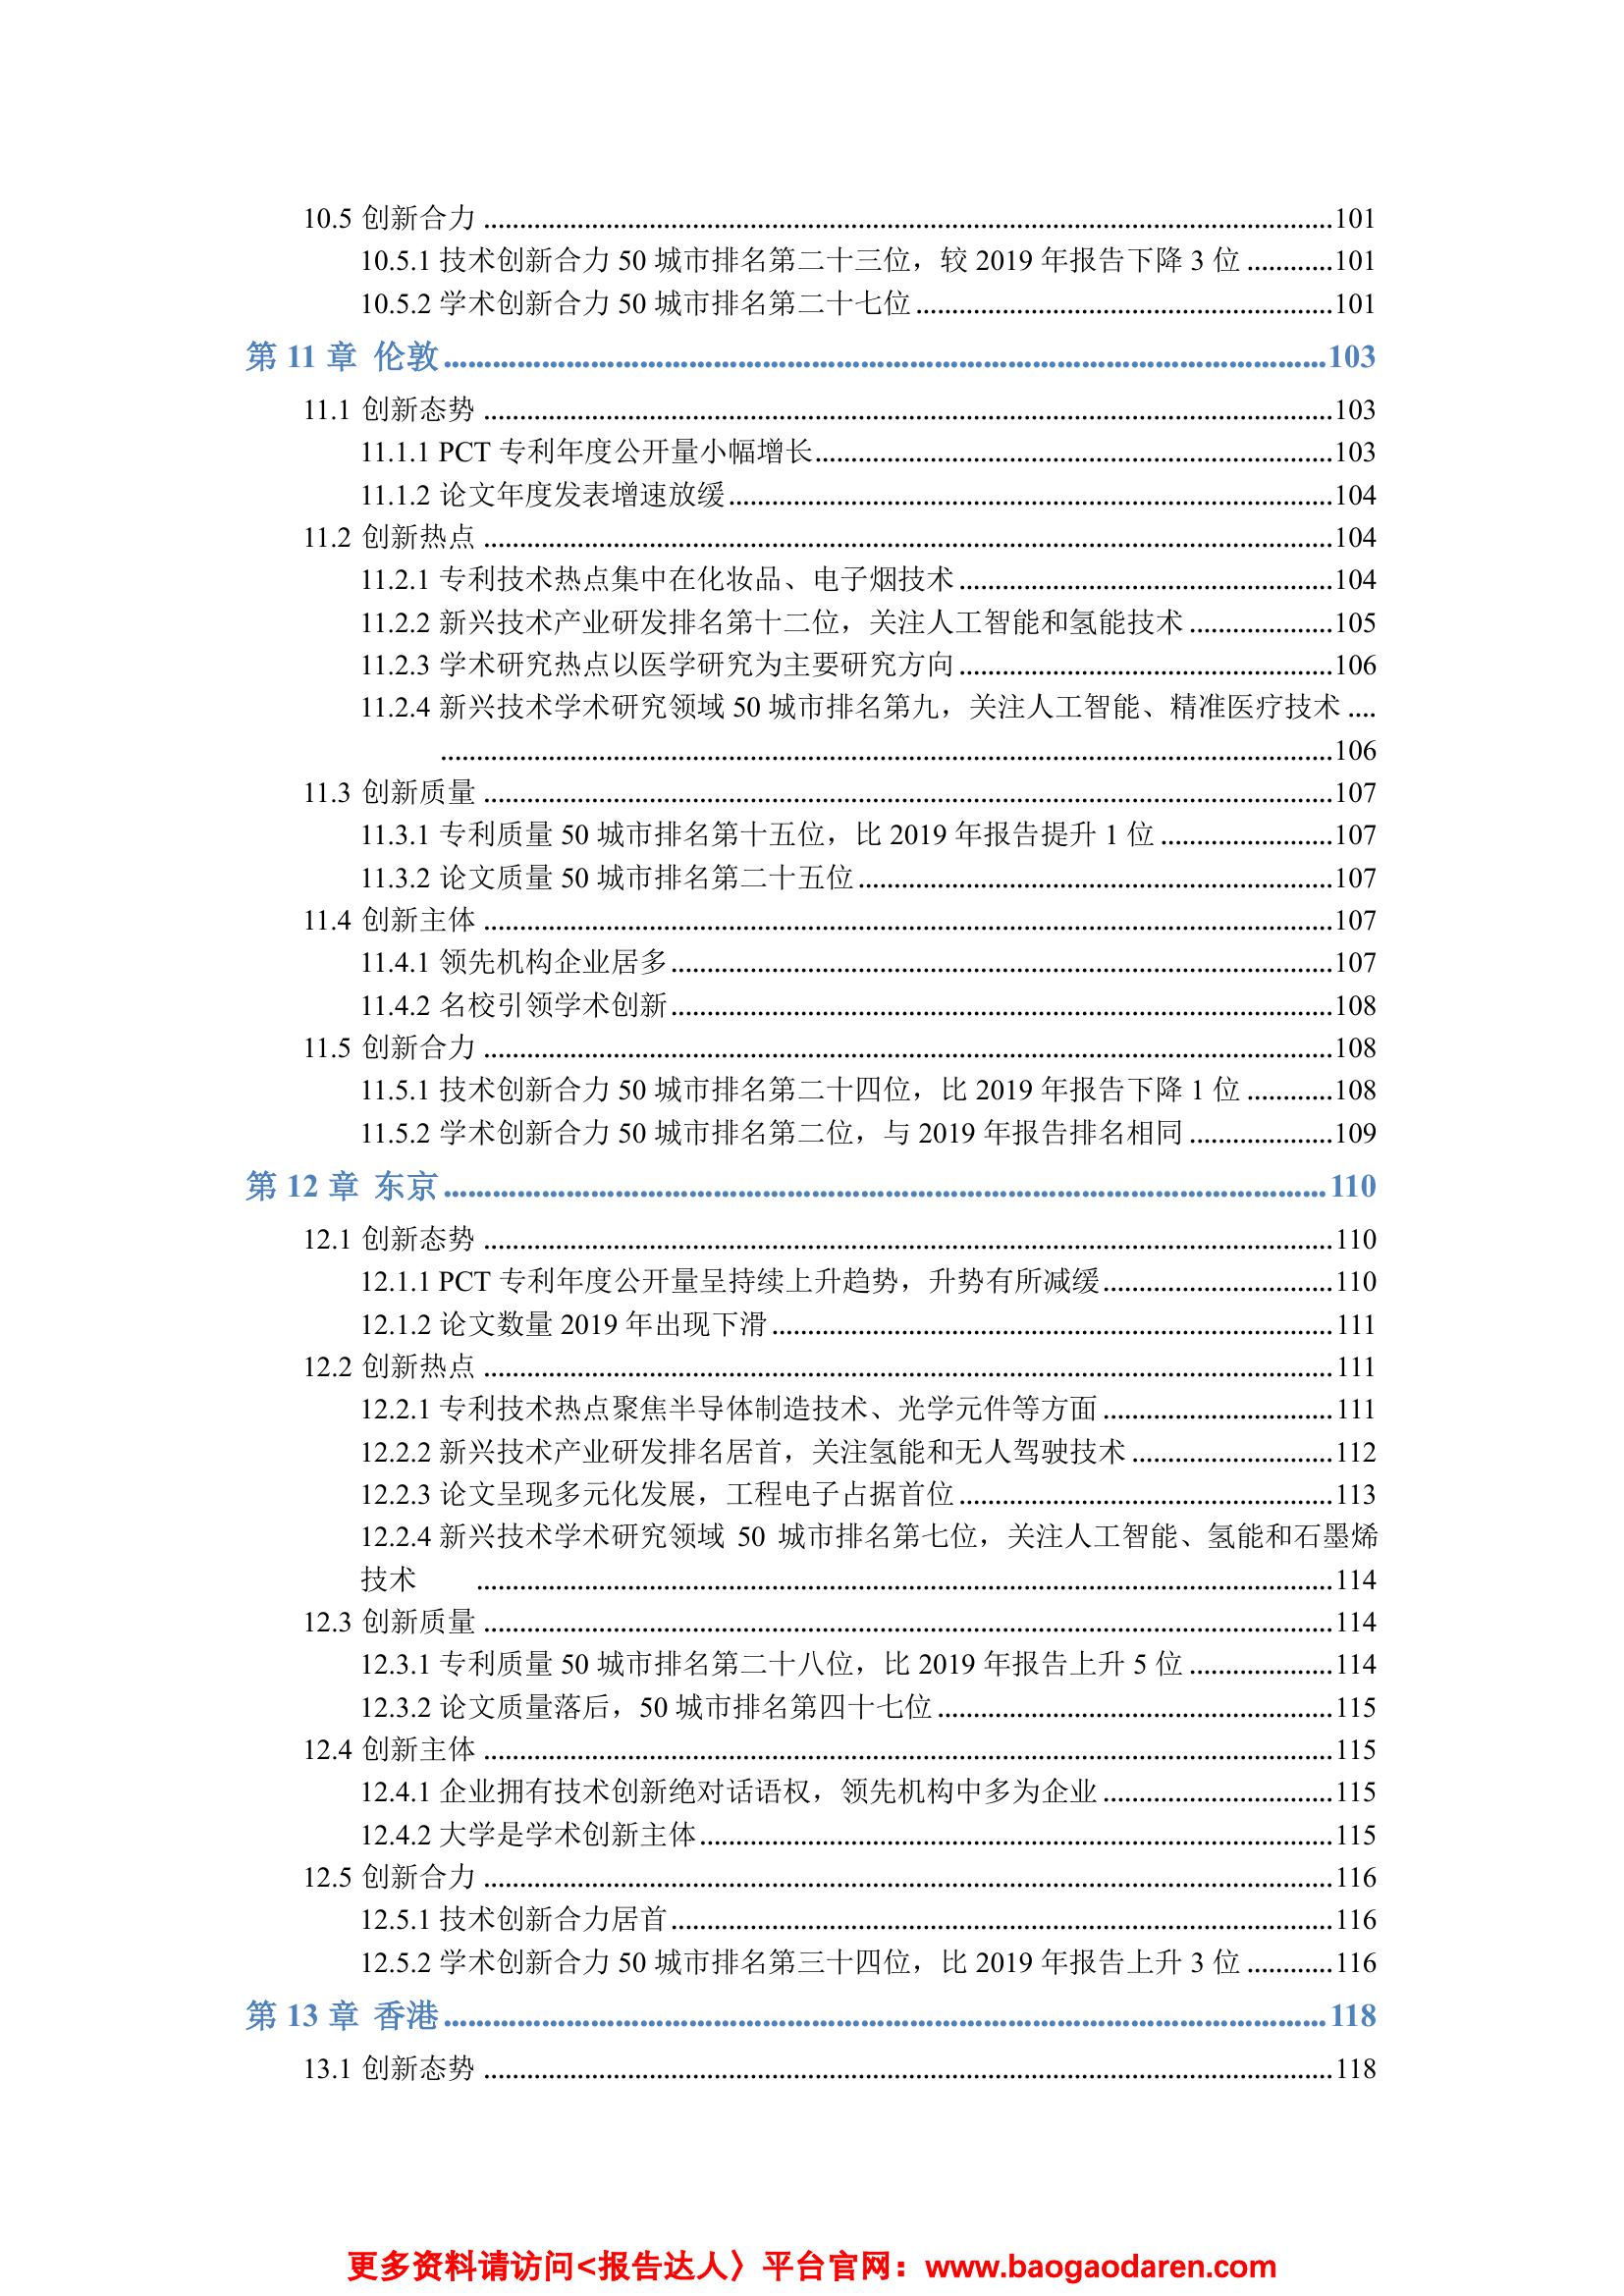 10.5 创新合力 ........................................................................................................................101
10.5.1 技术创新合力 50 城市排名第二十三位，较 2019 年报告下降 3 位 ............101
10.5.2 学术创新合力 50 城市排名第二十七位 ..........................................................101
第 11 章 伦敦 ............................................................................................................103
11.1 创新态势 ........................................................................................................................103
11.1.1 PCT 专利年度公开量小幅增长 ........................................................................103
11.1.2 论文年度发表增速放缓 ....................................................................................104
11.2 创新热点 ........................................................................................................................104
11.2.1 专利技术热点集中在化妆品、电子烟技术 ....................................................104
11.2.2 新兴技术产业研发排名第十二位，关注人工智能和氢能技术 ....................105
11.2.3 学术研究热点以医学研究为主要研究方向 ....................................................106
11.2.4 新兴技术学术研究领域 50 城市排名第九，关注人工智能、精准医疗技术 ....
............................................................................................................................106
11.3 创新质量 ........................................................................................................................107
11.3.1 专利质量 50 城市排名第十五位，比 2019 年报告提升 1 位 ........................107
11.3.2 论文质量 50 城市排名第二十五位 ..................................................................107
11.4 创新主体 ........................................................................................................................107
11.4.1 领先机构企业居多 ............................................................................................107
11.4.2 名校引领学术创新 ............................................................................................108
11.5 创新合力 ........................................................................................................................108
11.5.1 技术创新合力 50 城市排名第二十四位，比 2019 年报告下降 1 位 ............108
11.5.2 学术创新合力 50 城市排名第二位，与 2019 年报告排名相同 ....................109
第 12 章 东京 ............................................................................................................110
12.1 创新态势 ........................................................................................................................110
12.1.1 PCT 专利年度公开量呈持续上升趋势，升势有所减缓 ................................110
12.1.2 论文数量 2019 年出现下滑 ..............................................................................111
12.2 创新热点 ........................................................................................................................111
12.2.1 专利技术热点聚焦半导体制造技术、光学元件等方面 ................................111
12.2.2 新兴技术产业研发排名居首，关注氢能和无人驾驶技术 ............................112
12.2.3 论文呈现多元化发展，工程电子占据首位 ....................................................113
12.2.4 新兴技术学术研究领域 50 城市排名第七位，关注人工智能、氢能和石墨烯
技术 ........................................................................................................................114
12.3 创新质量 ........................................................................................................................114
12.3.1 专利质量 50 城市排名第二十八位，比 2019 年报告上升 5 位 ....................114
12.3.2 论文质量落后，50 城市排名第四十七位 .......................................................115
12.4 创新主体 ........................................................................................................................115
12.4.1 企业拥有技术创新绝对话语权，领先机构中多为企业 ................................115
12.4.2 大学是学术创新主体 ........................................................................................115
12.5 创新合力 ........................................................................................................................116
12.5.1 技术创新合力居首 ............................................................................................116
12.5.2 学术创新合力 50 城市排名第三十四位，比 2019 年报告上升 3 位 ............116
第 13 章 香港 ............................................................................................................118
13.1 创新态势 ........................................................................................................................118
更多资料请访问<报告达人〉平台官网：www.baogaodaren.com